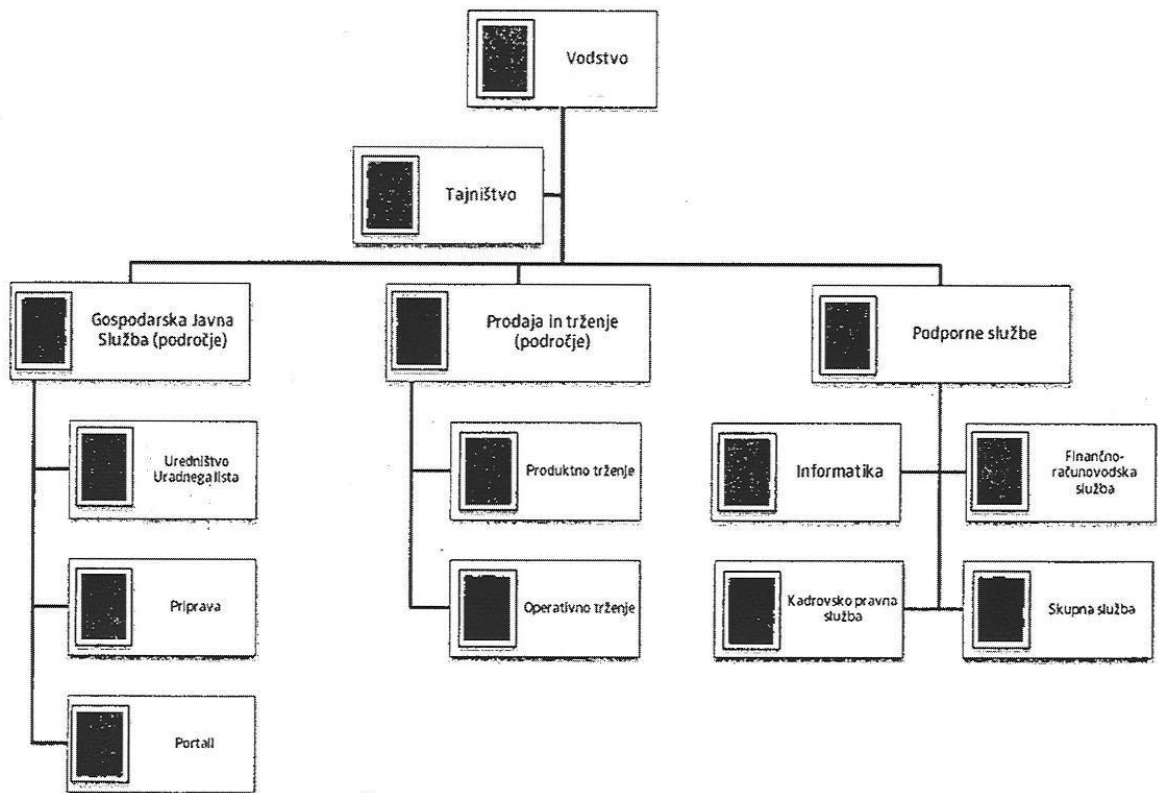 Vodstvo
Tajništvo
Gospodarska Javna
Služba (področje)
Prodaja in trženje
(področje)
Podporne službe
Uredništvo
Uradnega lista
Produktno trženje
Informatika
Finančno-
računovodska
služba
Priprava
Operativno trženje
Kadrovsko pravna
služba
Skupna služba
Portali